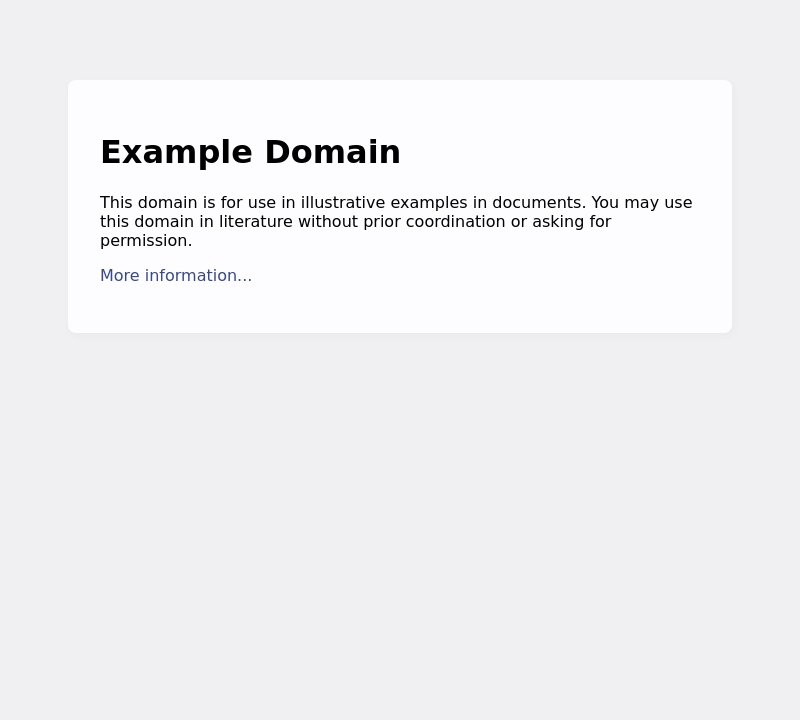 Example Domain
This domain is for use in illustrative examples in documents. You may use
this domain in literature without prior coordination or asking for
permission.
More information...